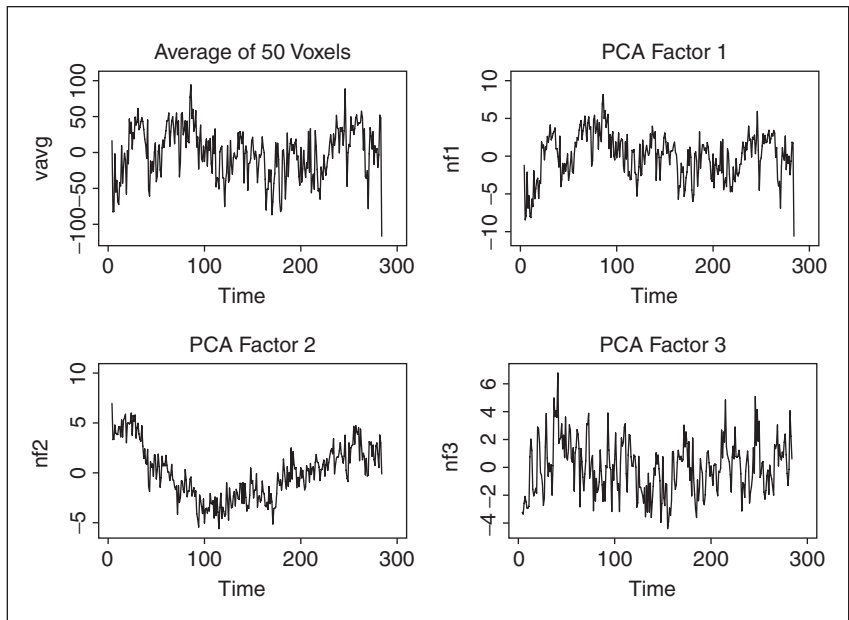 Average of 50 Voxels
vavg
−100 −50 0 50 100
0 100 200 300
Time
PCA Factor 1
nf1
−10 −5 0 5 10
0 100 200 300
Time
PCA Factor 2
nf2
−5 0 5 10
0 100 200 300
Time
PCA Factor 3
nf3
−4 −2 0 2 4 6
0 100 200 300
Time